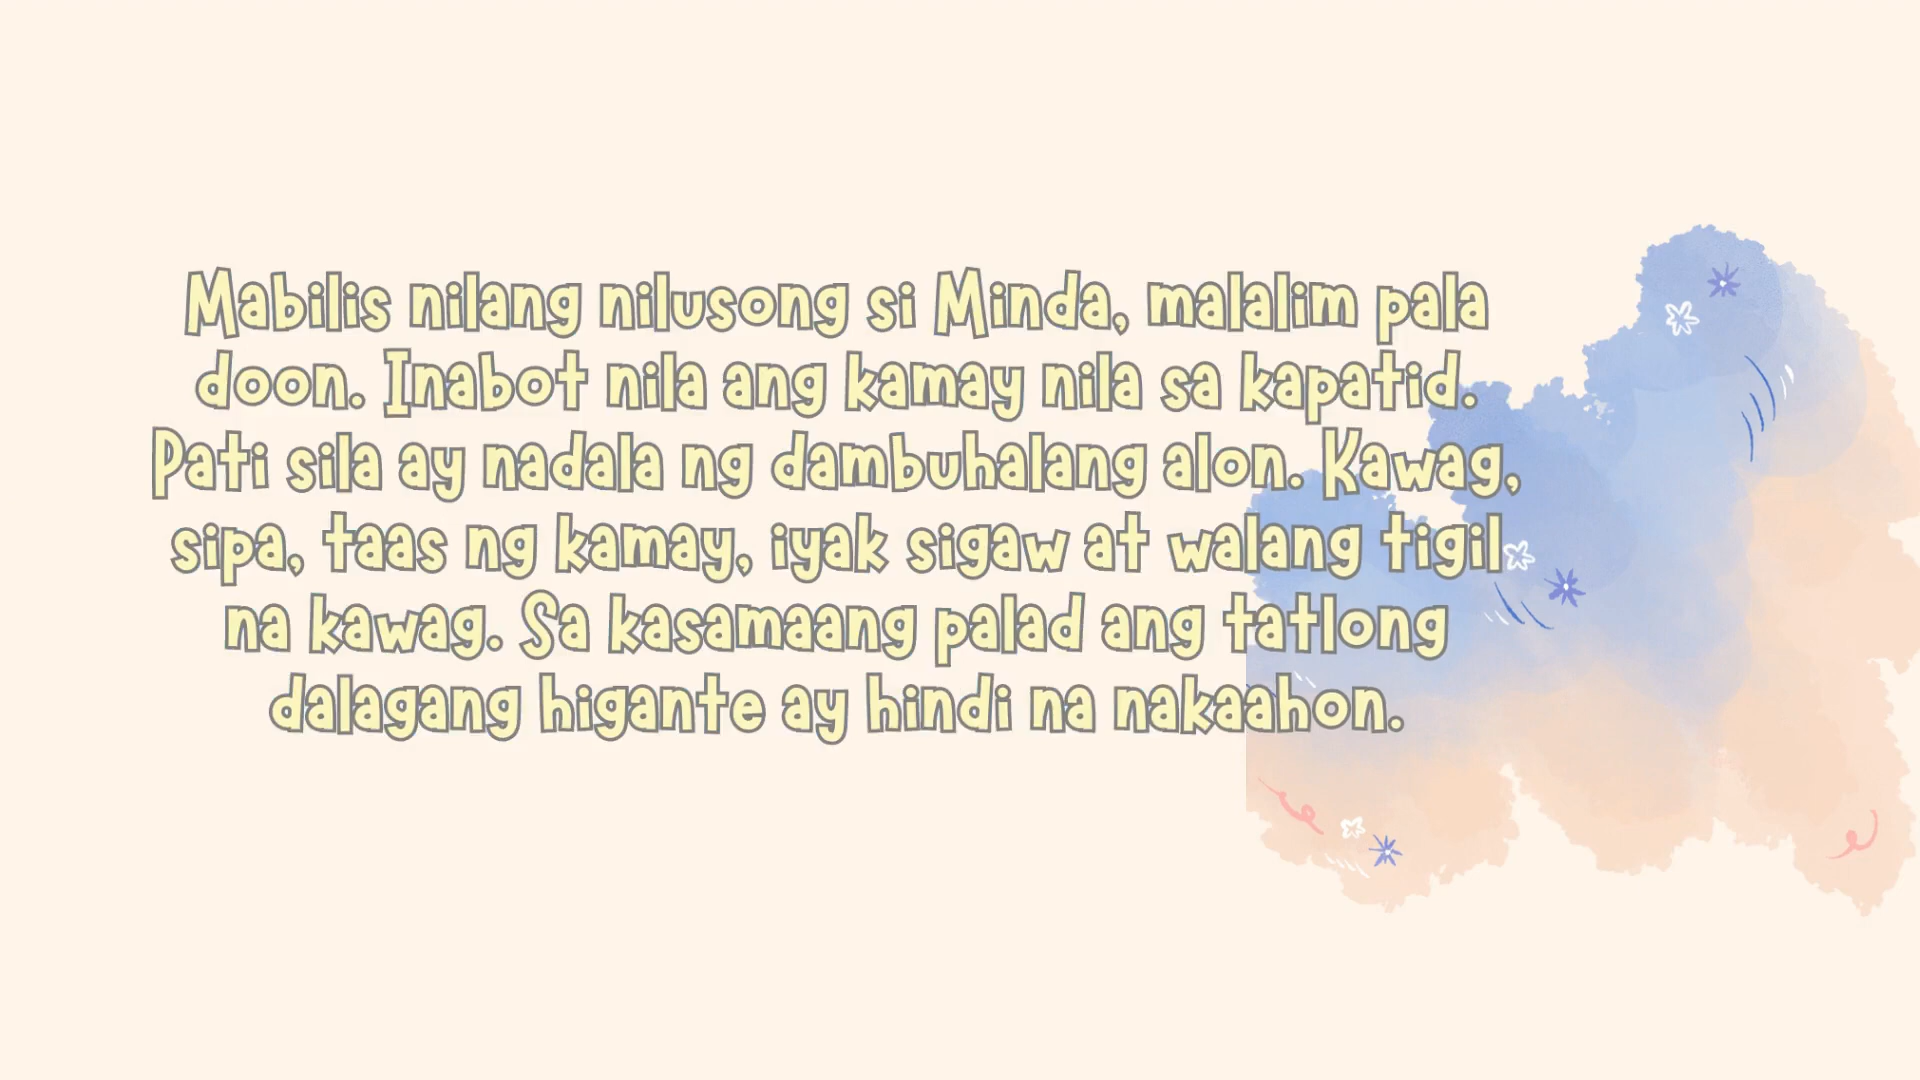 Mabilis nilang nilusong si Minda, malalim pala
doon. Inabot nila ang kamay nila sa kapatid.
Pati sila ay nadala ng dambuhalang alon. Kawag,
sipa, taas ng kamay, iyak sigaw at walang tigil
na kawag. Sa kasamaang palad ang tatlong
dalagang higante ay hindi na nakaahon.